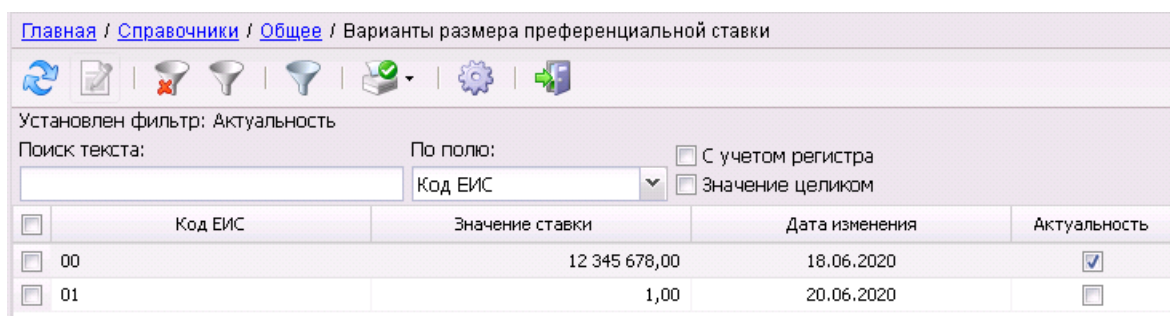 Главная / Справочники / Общее / Варианты размера преференциальной ставки
Установлен фильтр: Актуальность
Поиск текста: По полю: С учетом регистра
Код ЕИС Значение целиком
Код ЕИС Значение ставки Дата изменения Актуальность
00 12 345 678,00 18.06.2020
01 1,00 20.06.2020